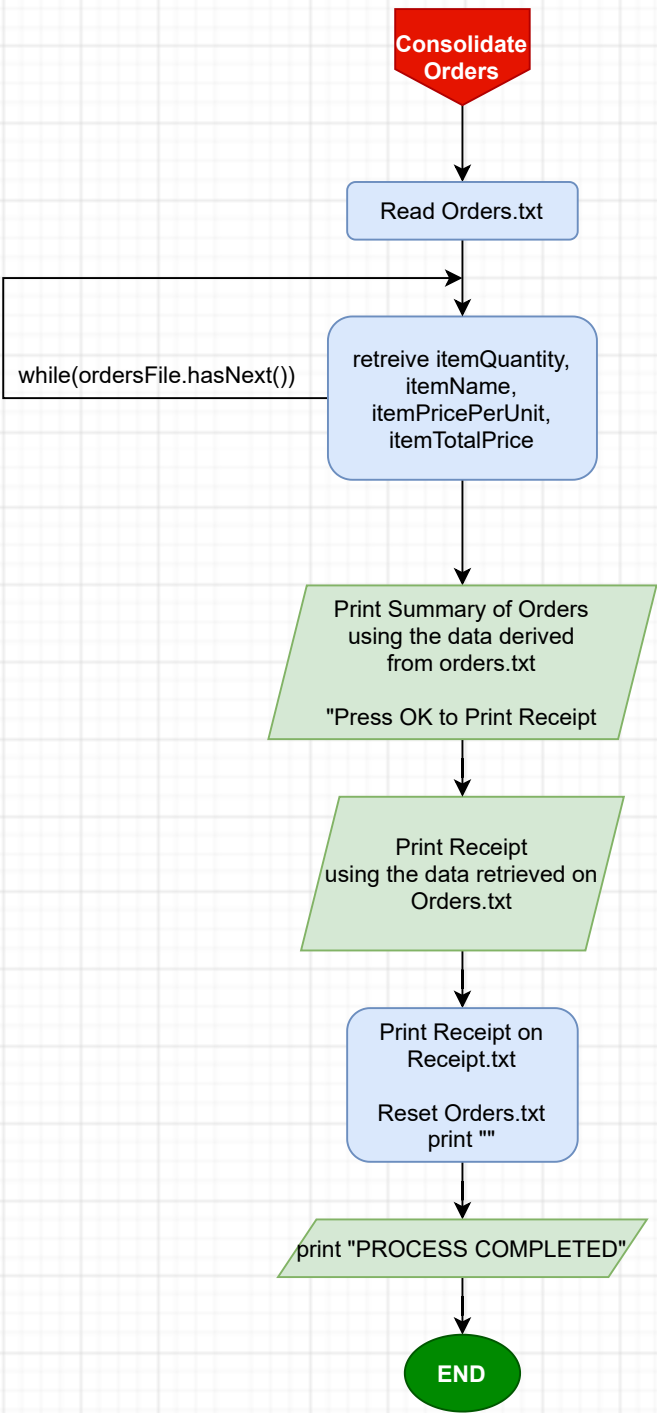 Consolidate
Orders
Read Orders.txt
while(ordersFile.hasNext())
retreive itemQuantity,
itemName,
itemPricePerUnit,
itemTotalPrice
Print Summary of Orders
using the data derived
from orders.txt
"Press OK to Print Receipt
Print Receipt
using the data retrieved on
Orders.txt
Print Receipt on
Receipt.txt
Reset Orders.txt
print ""
print "PROCESS COMPLETED"
END